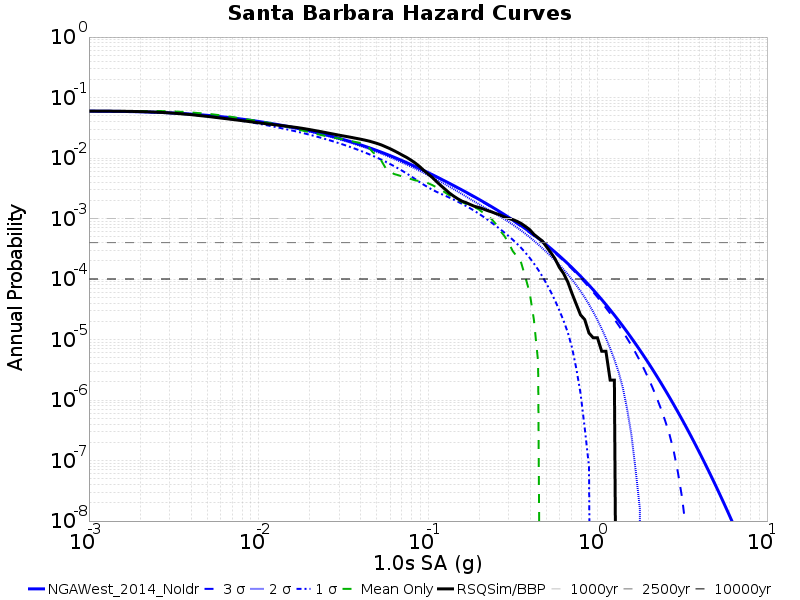 Santa Barbara Hazard Curves
10^0
10^-1
10^-2
10^-3
10^-4
10^-5
10^-6
10^-7
10^-8
Annual Probability
10^-3 10^-2 10^-1 10^0 10^1
1.0s SA (g)
NGAWest_2014_NoIdr 3 σ 2 σ 1 σ Mean Only RSQSim/BBP 1000yr 2500yr 10000yr